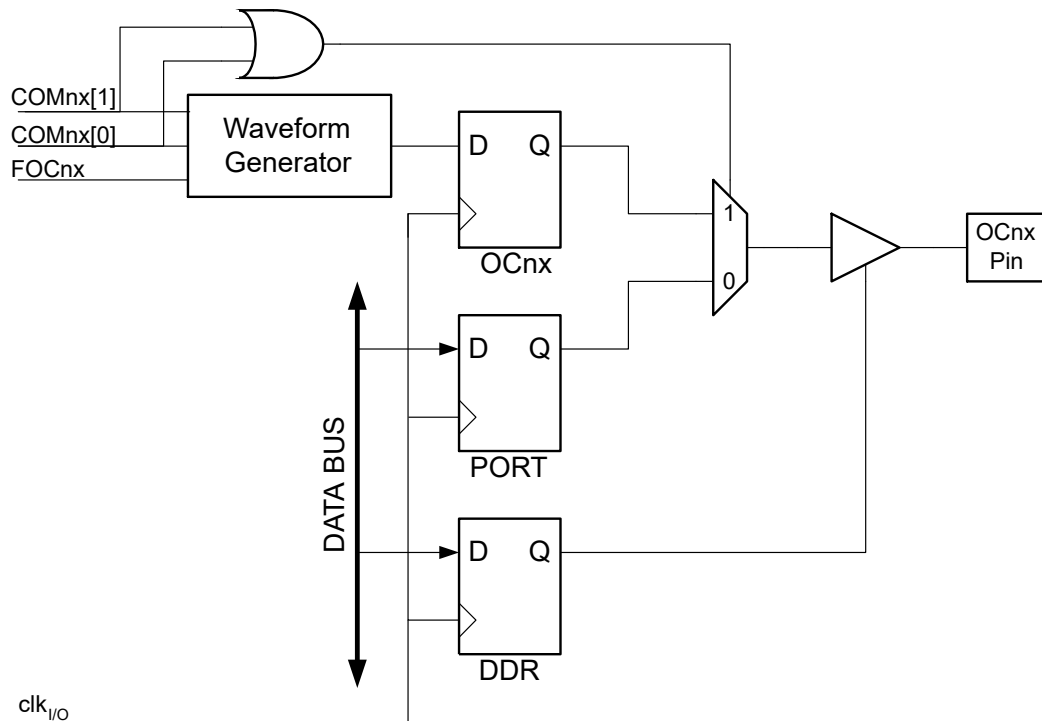 COMnx[1]
COMnx[0]
FOCnx
Waveform
Generator
D Q
OCnx
1
0
OCnx
Pin
D Q
PORT
DATA BUS
D Q
DDR
clkI/O